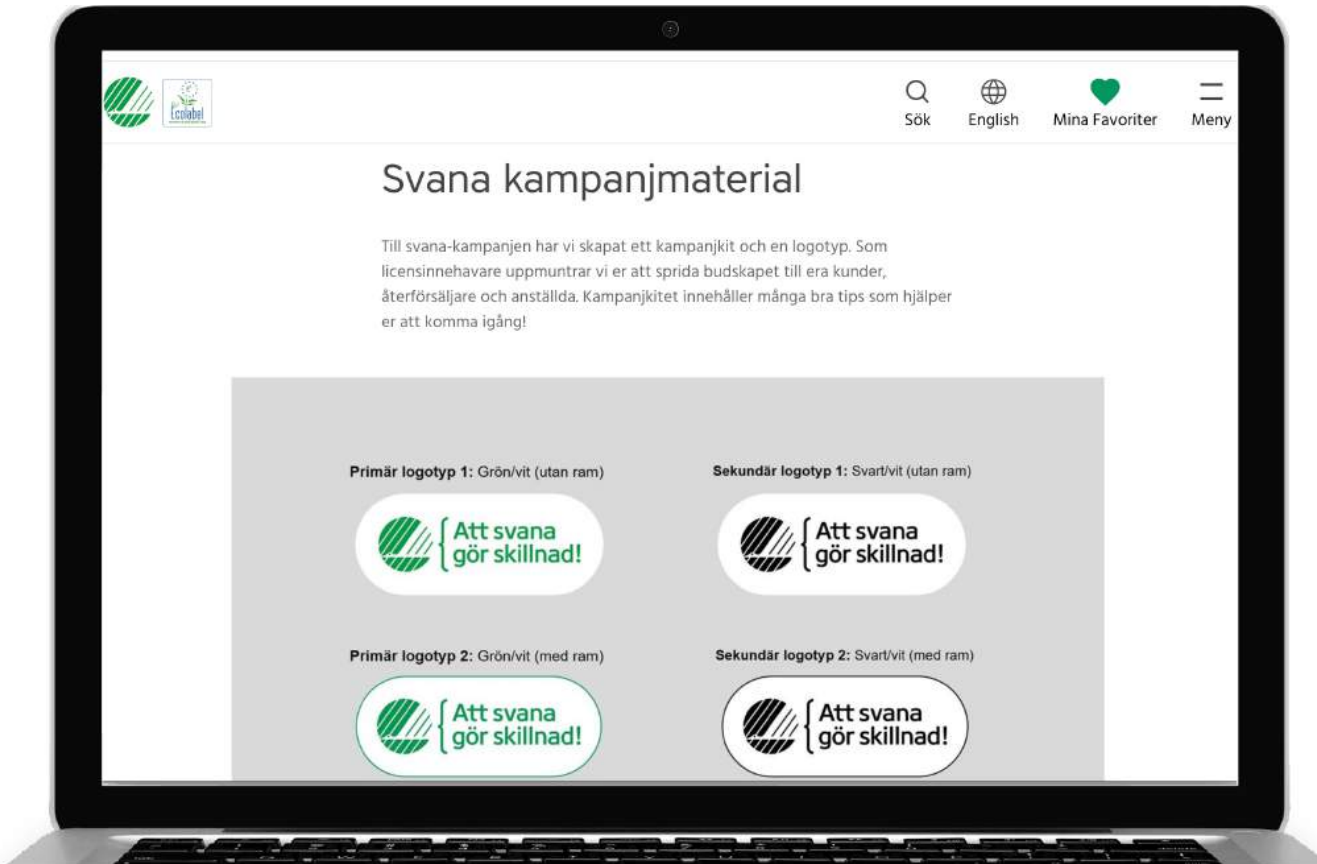 Ecolabel
Sök
English
Mina Favoriter
Meny
Svana kampanjmaterial
Till svana-kampanjen har vi skapat ett kampanjkit och en logotyp. Som
licensinnehavare uppmuntrar vi er att sprida budskapet till era kunder,
återförsäljare och anställda. Kampanjkitet innehåller många bra tips som hjälper
er att komma igång!
Primär logotyp 1: Grön/vit (utan ram)
Sekundär logotyp 1: Svart/vit (utan ram)
Att svana
gör skillnad!
Att svana
gör skillnad!
Primär logotyp 2: Grön/vit (med ram)
Sekundär logotyp 2: Svart/vit (med ram)
Att svana
gör skillnad!
Att svana
gör skillnad!